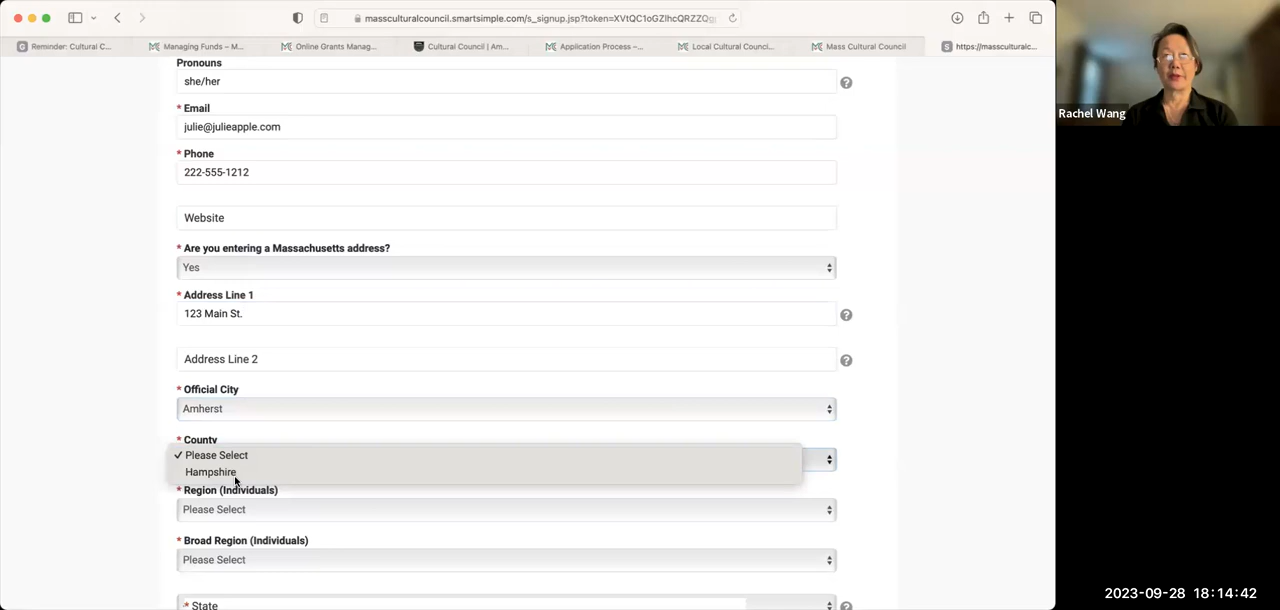 massculturalcouncil.smartsimple.com/s_signup.jsp?token=XVtQC1oGZIhcQRZZQ
Reminder: Cultural C...
Managing Funds – M...
Online Grants Manag...
Cultural Council | Am...
Application Process –...
Local Cultural Counci...
Mass Cultural Council
https://massculturalc...
Pronouns
she/her
* Email
julie@julieapple.com
* Phone
222-555-1212
Website
* Are you entering a Massachusetts address?
Yes
* Address Line 1
123 Main St.
Address Line 2
* Official City
Amherst
* County
✓ Please Select
Hampshire
* Region (Individuals)
Please Select
* Broad Region (Individuals)
Please Select
* State
Rachel Wang
2023-09-28 18:14:42